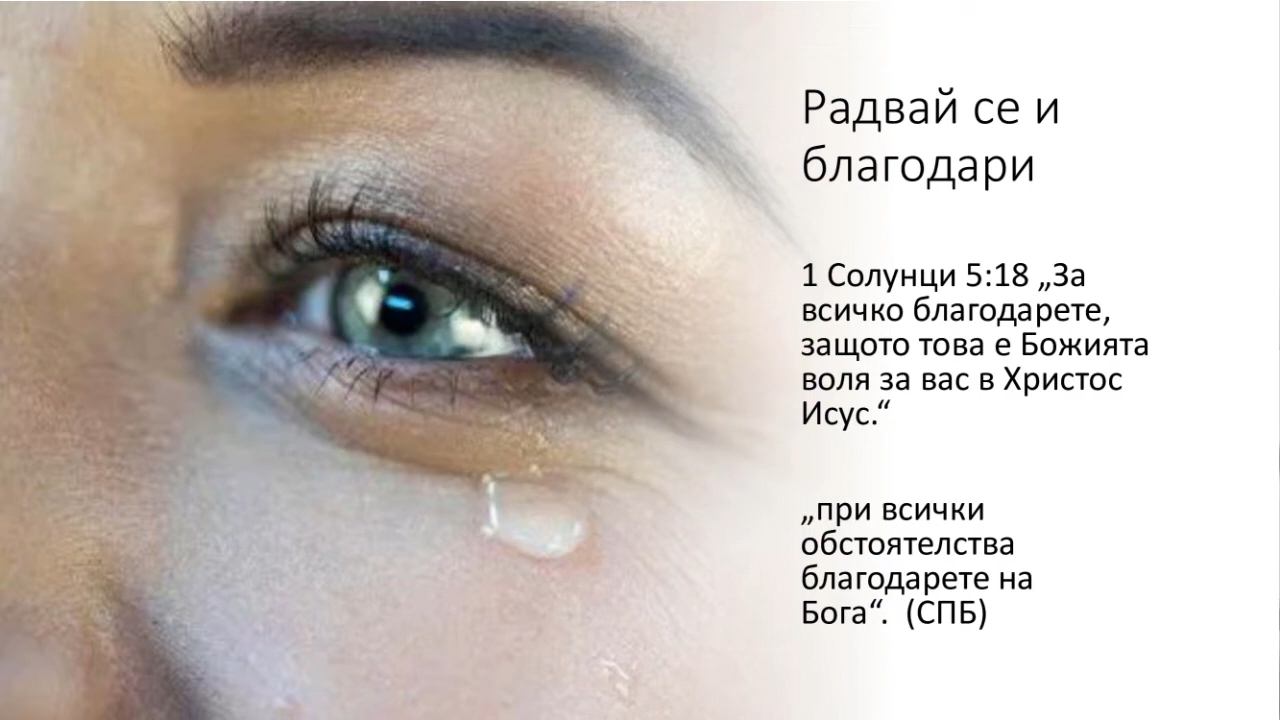 Радвай се и
благодари
1 Солунци 5:18 „За
всичко благодарете,
защото това е Божията
воля за вас в Христос
Исус.“
„при всички
обстоятелства
благодарете на
Бога“. (СПБ)